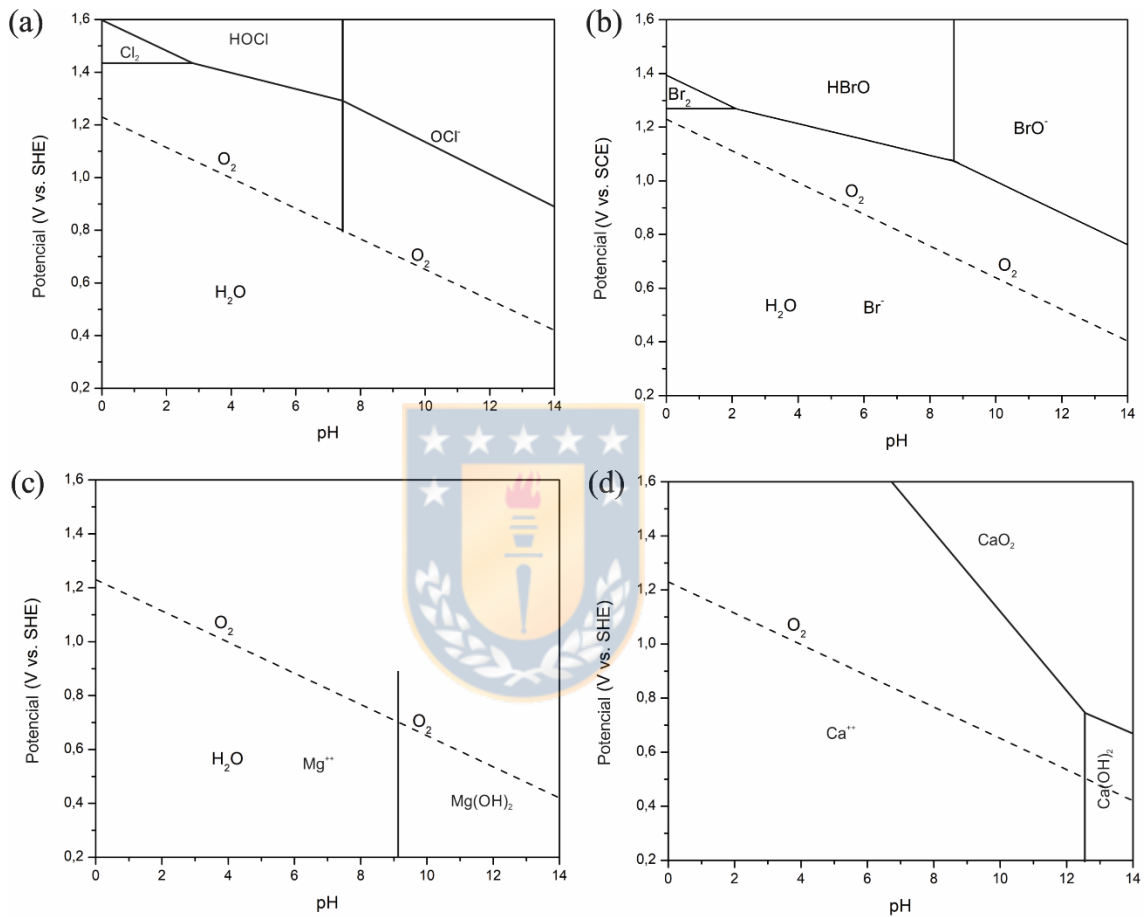 (a)
1,6
1,4
1,2
1,0
0,8
0,6
0,4
0,2
Potencial (V vs. SHE)
Cl₂
HOCl
OCl⁻
O₂
O₂
H₂O
0 2 4 6 8 10 12 14
pH
(b)
1,6
1,4
1,2
1,0
0,8
0,6
0,4
0,2
Potencial (V vs. SCE)
Br₂
HBrO
BrO⁻
O₂
O₂
H₂O Br⁻
0 2 4 6 8 10 12 14
pH
(c)
1,6
1,4
1,2
1,0
0,8
0,6
0,4
0,2
Potencial (V vs. SHE)
O₂
O₂
H₂O Mg⁺⁺
Mg(OH)₂
0 2 4 6 8 10 12 14
pH
(d)
1,6
1,4
1,2
1,0
0,8
0,6
0,4
0,2
Potencial (V vs. SHE)
CaO₂
O₂
Ca⁺⁺
Ca(OH)₂
0 2 4 6 8 10 12 14
pH